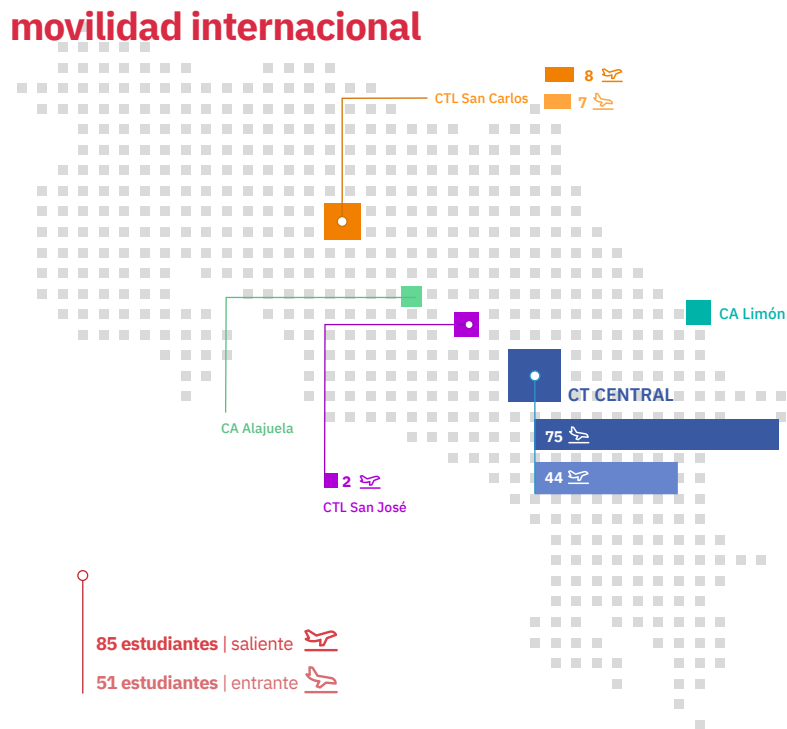 movilidad internacional
8
CTL San Carlos
7
CA Limón
CT CENTRAL
CA Alajuela
75
44
2
CTL San José
85 estudiantes | saliente
51 estudiantes | entrante